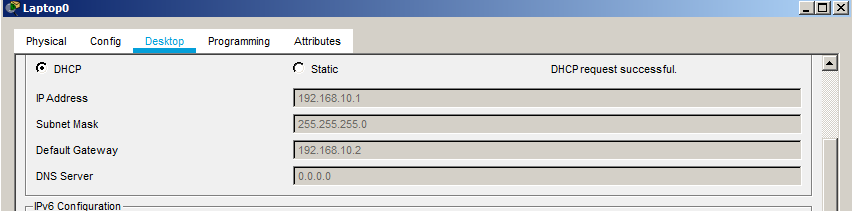 Laptop0
Physical Config Desktop Programming Attributes
DHCP Static DHCP request successful.
IP Address 192.168.10.1
Subnet Mask 255.255.255.0
Default Gateway 192.168.10.2
DNS Server 0.0.0.0
IPv6 Configuration